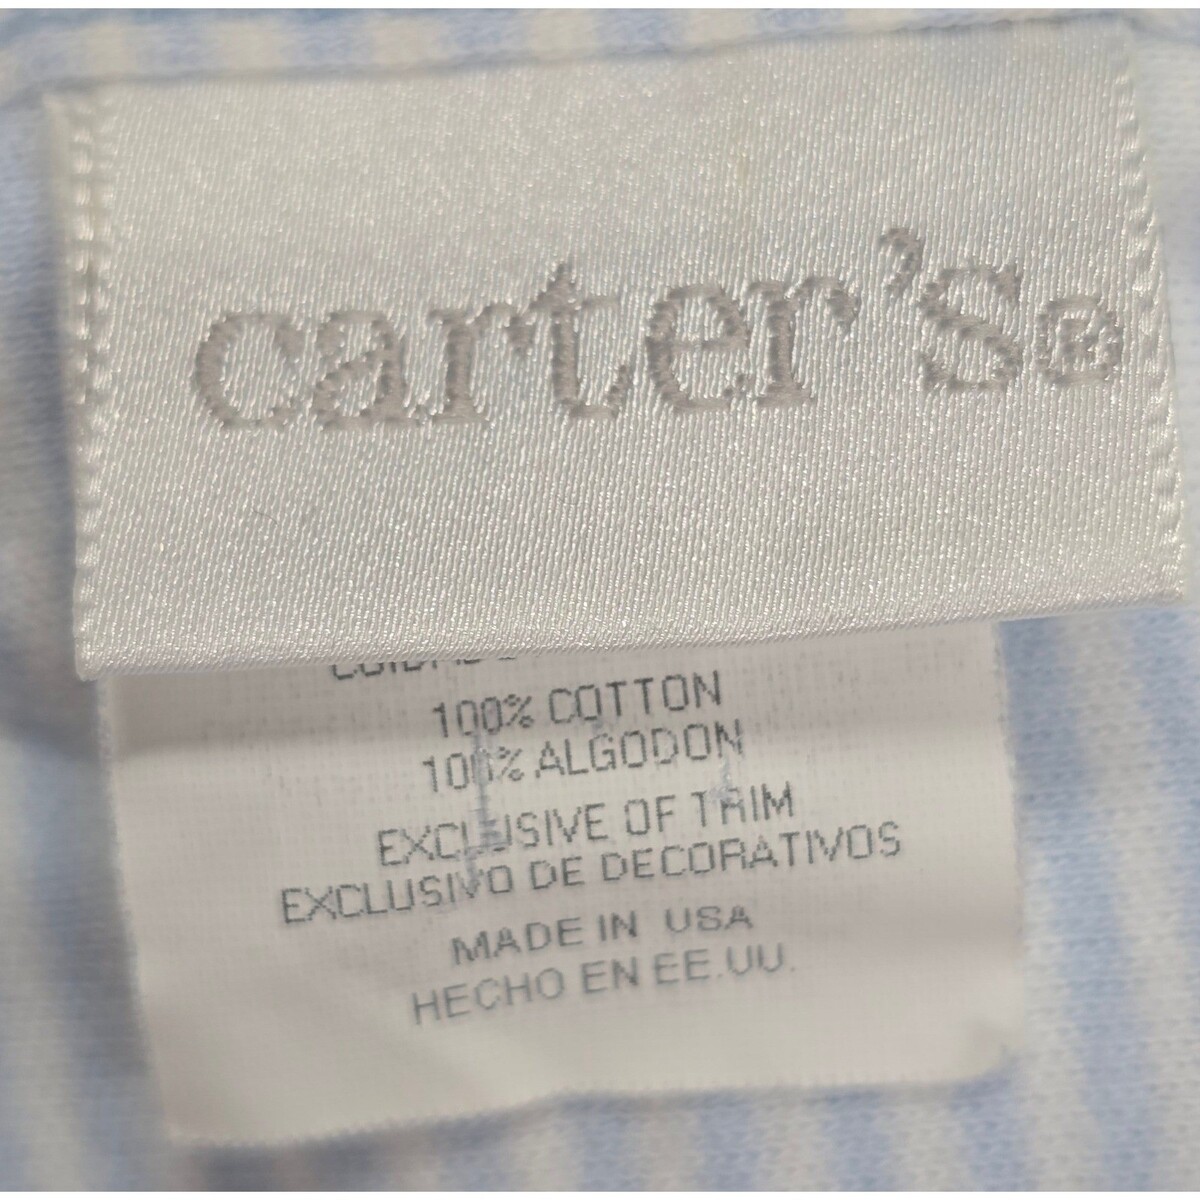 carter's®
100% COTTON
100% ALGODON
EXCLUSIVE OF TRIM
EXCLUSIVO DE DECORATIVOS
MADE IN USA
HECHO EN EE.UU.